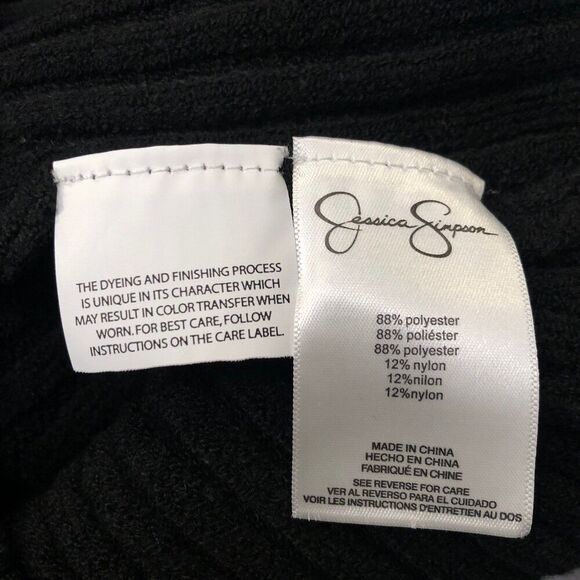 THE DYEING AND FINISHING PROCESS
IS UNIQUE IN ITS CHARACTER WHICH
MAY RESULT IN COLOR TRANSFER WHEN
WORN. FOR BEST CARE, FOLLOW
INSTRUCTIONS ON THE CARE LABEL.
Jessica Simpson
88% polyester
88% poliéster
88% polyester
12% nylon
12%nilon
12%nylon
MADE IN CHINA
HECHO EN CHINA
FABRIQUÉ EN CHINE
SEE REVERSE FOR CARE
VER AL REVERSO PARA EL CUIDADO
VOIR LES INSTRUCTIONS D'ENTRETIEN AU DOS